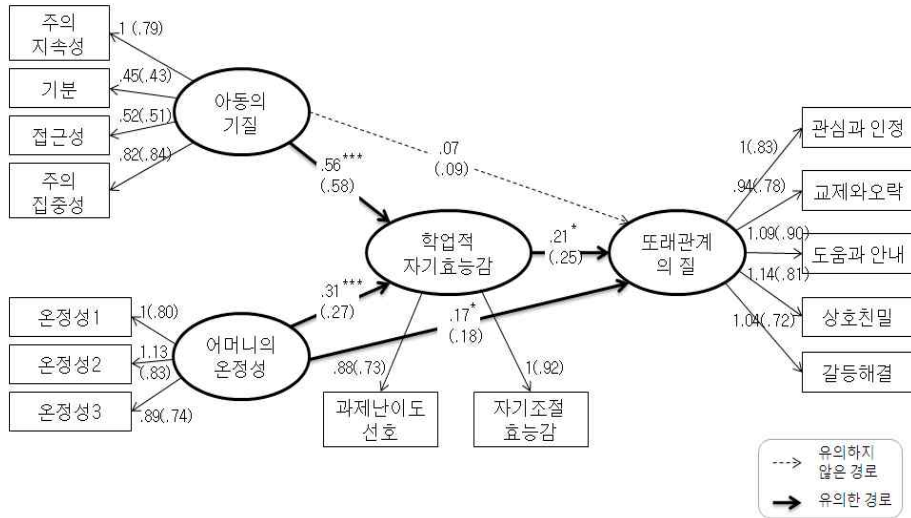 주의
지속성
기분
접근성
주의
집중성
1 (.79)
.45(.43)
.52(.51)
.82(.84)
아동의
기질
.07
(.09)
.56***
(.58)
학업적
자기효능감
.21*
(.25)
또래관계
의 질
관심과 인정
교제와오락
도움과 안내
상호친밀
갈등해결
1(.83)
.94(.78)
1.09(.90)
1.14(.81)
1.04(.72)
온정성1
온정성2
온정성3
1(.80)
1.13
(.83)
.89(.74)
어머니의
온정성
.31***
(.27)
.17*
(.18)
.88(.73)
1(.92)
과제난이도
선호
자기조절
효능감
유의하지
않은 경로
유의한 경로